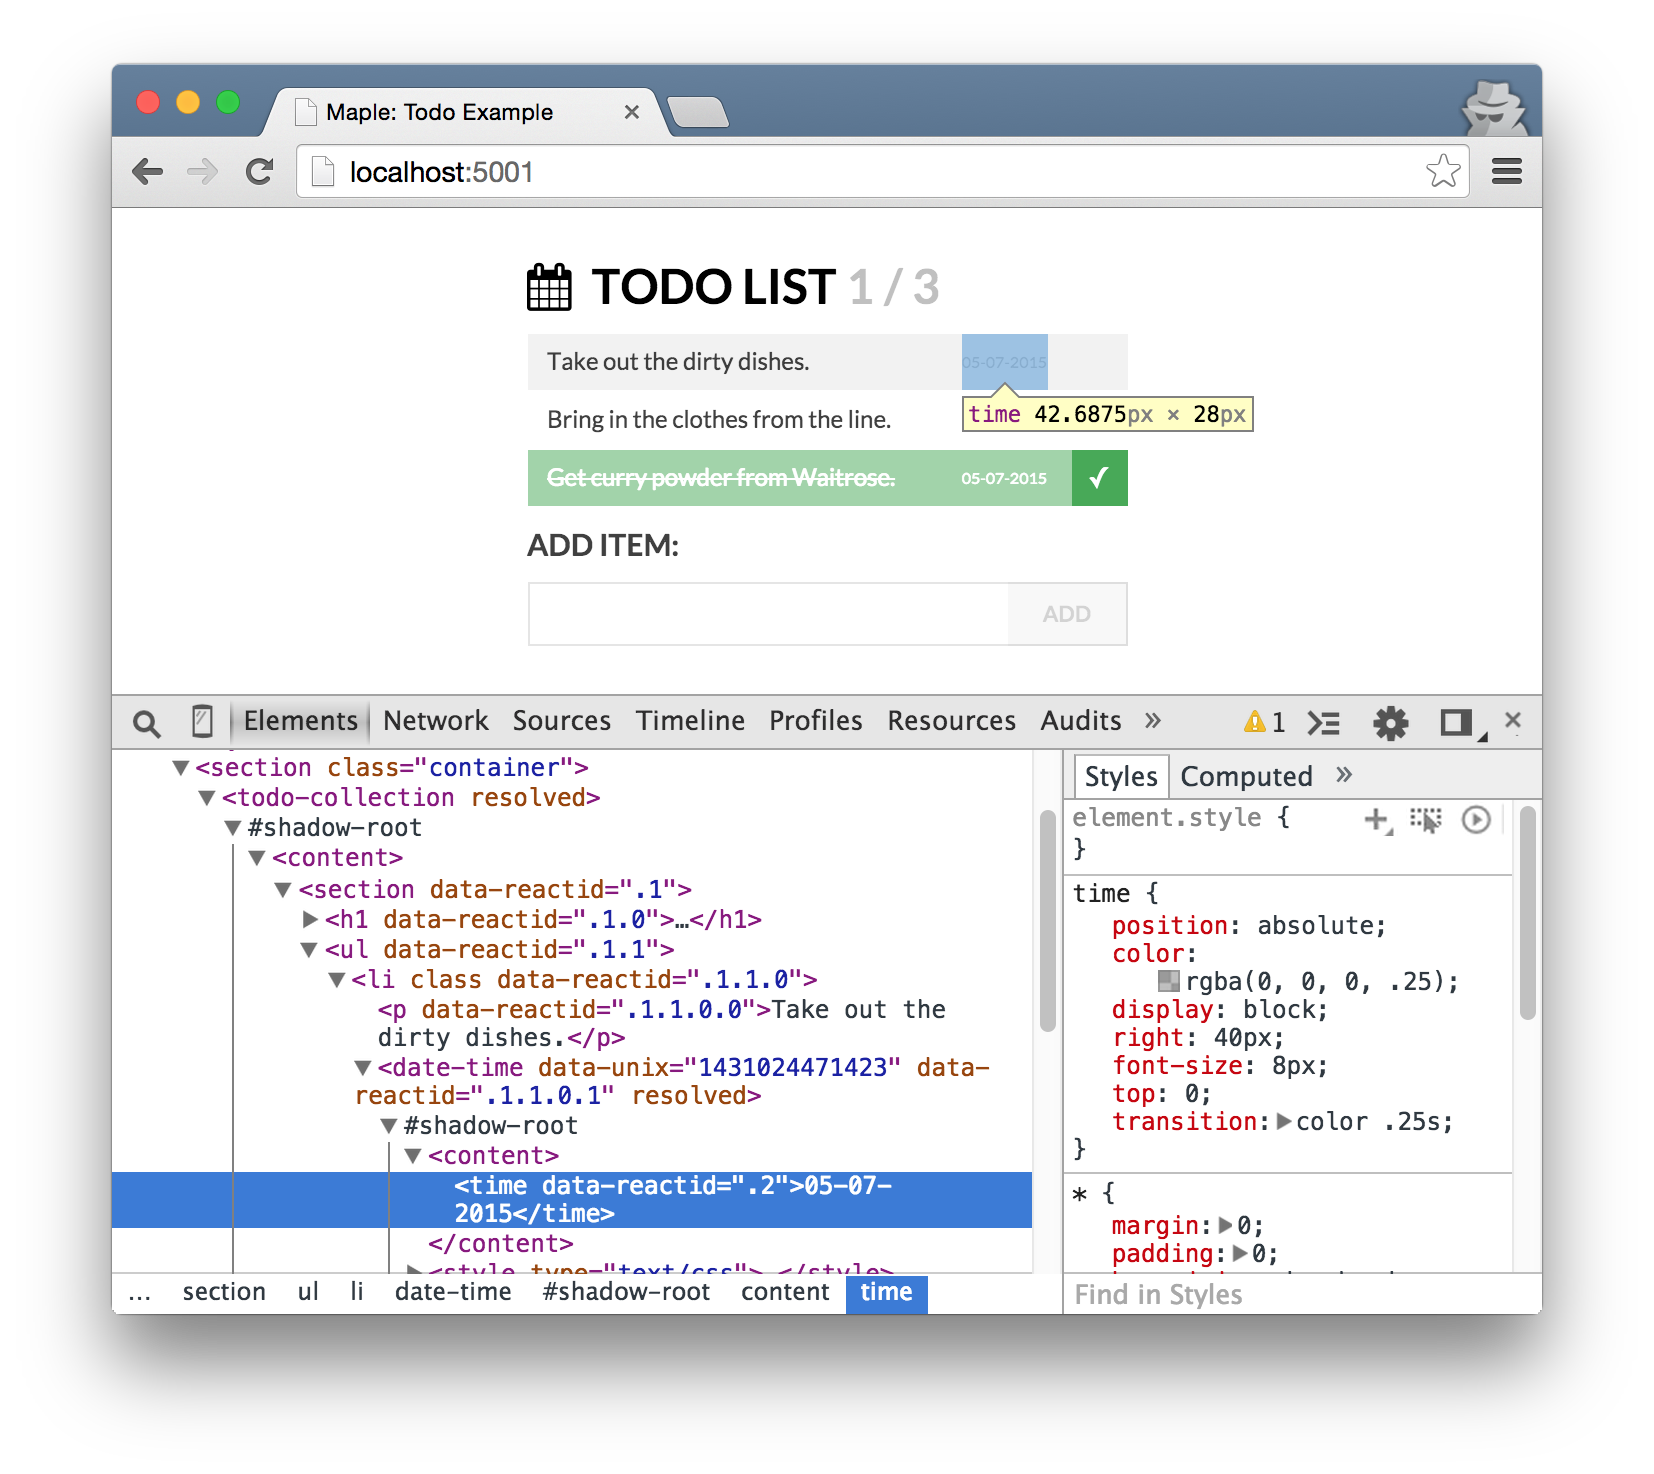 Maple: Todo Example
localhost:5001
TODO LIST 1 / 3
Take out the dirty dishes. 05-07-2015
time 42.6875px × 28px
Bring in the clothes from the line.
Get curry powder from Waitrose. 05-07-2015 ✓
ADD ITEM:
ADD
Elements Network Sources Timeline Profiles Resources Audits » 1
<section class="container">
<todo-collection resolved>
#shadow-root
<content>
<section data-reactid=".1">
<h1 data-reactid=".1.0">…</h1>
<ul data-reactid=".1.1">
<li class data-reactid=".1.1.0">
<p data-reactid=".1.1.0.0">Take out the
dirty dishes.</p>
<date-time data-unix="1431024471423" data-
reactid=".1.1.0.1" resolved>
#shadow-root
<content>
<time data-reactid=".2">05-07-
2015</time>
</content>
<style type="text/css"> </style>
... section ul li date-time #shadow-root content time
Styles Computed »
element.style {
}
time {
position: absolute;
color:
rgba(0, 0, 0, .25);
display: block;
right: 40px;
font-size: 8px;
top: 0;
transition: color .25s;
}
* {
margin: 0;
padding: 0;
Find in Styles